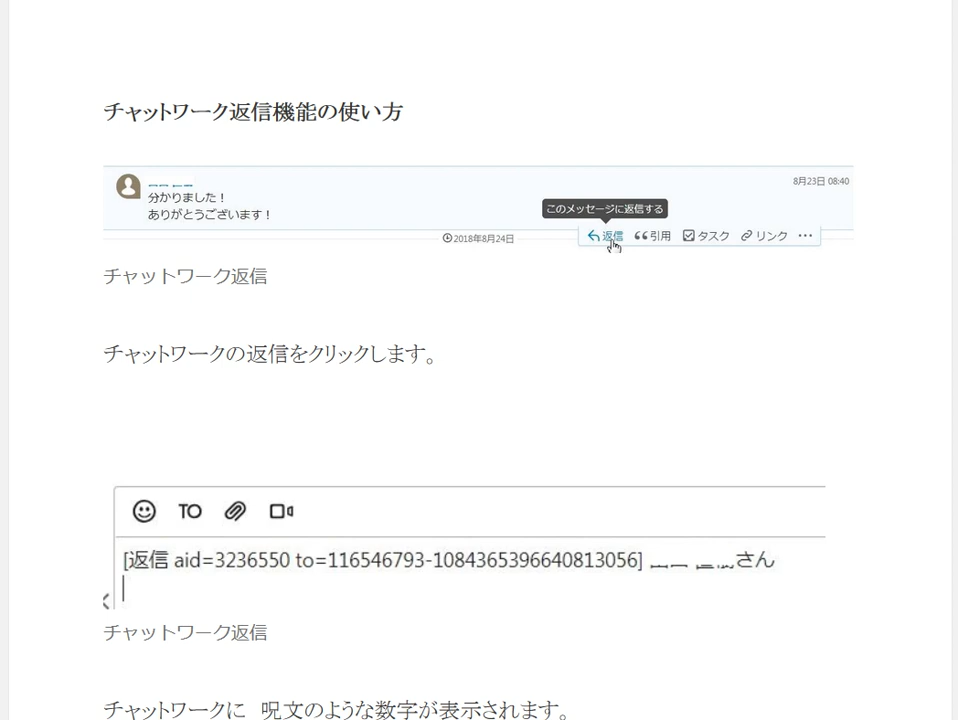 チャットワーク返信機能の使い方
8月23日 08:40
分かりました！
ありがとうございます！
このメッセージに返信する
2018年8月24日
返信 引用 タスク リンク ...
チャットワーク返信
チャットワークの返信をクリックします。
TO
[返信 aid=3236550 to=116546793-1084365396640813056] さん
チャットワーク返信
チャットワークに 呪文のような数字が表示されます。